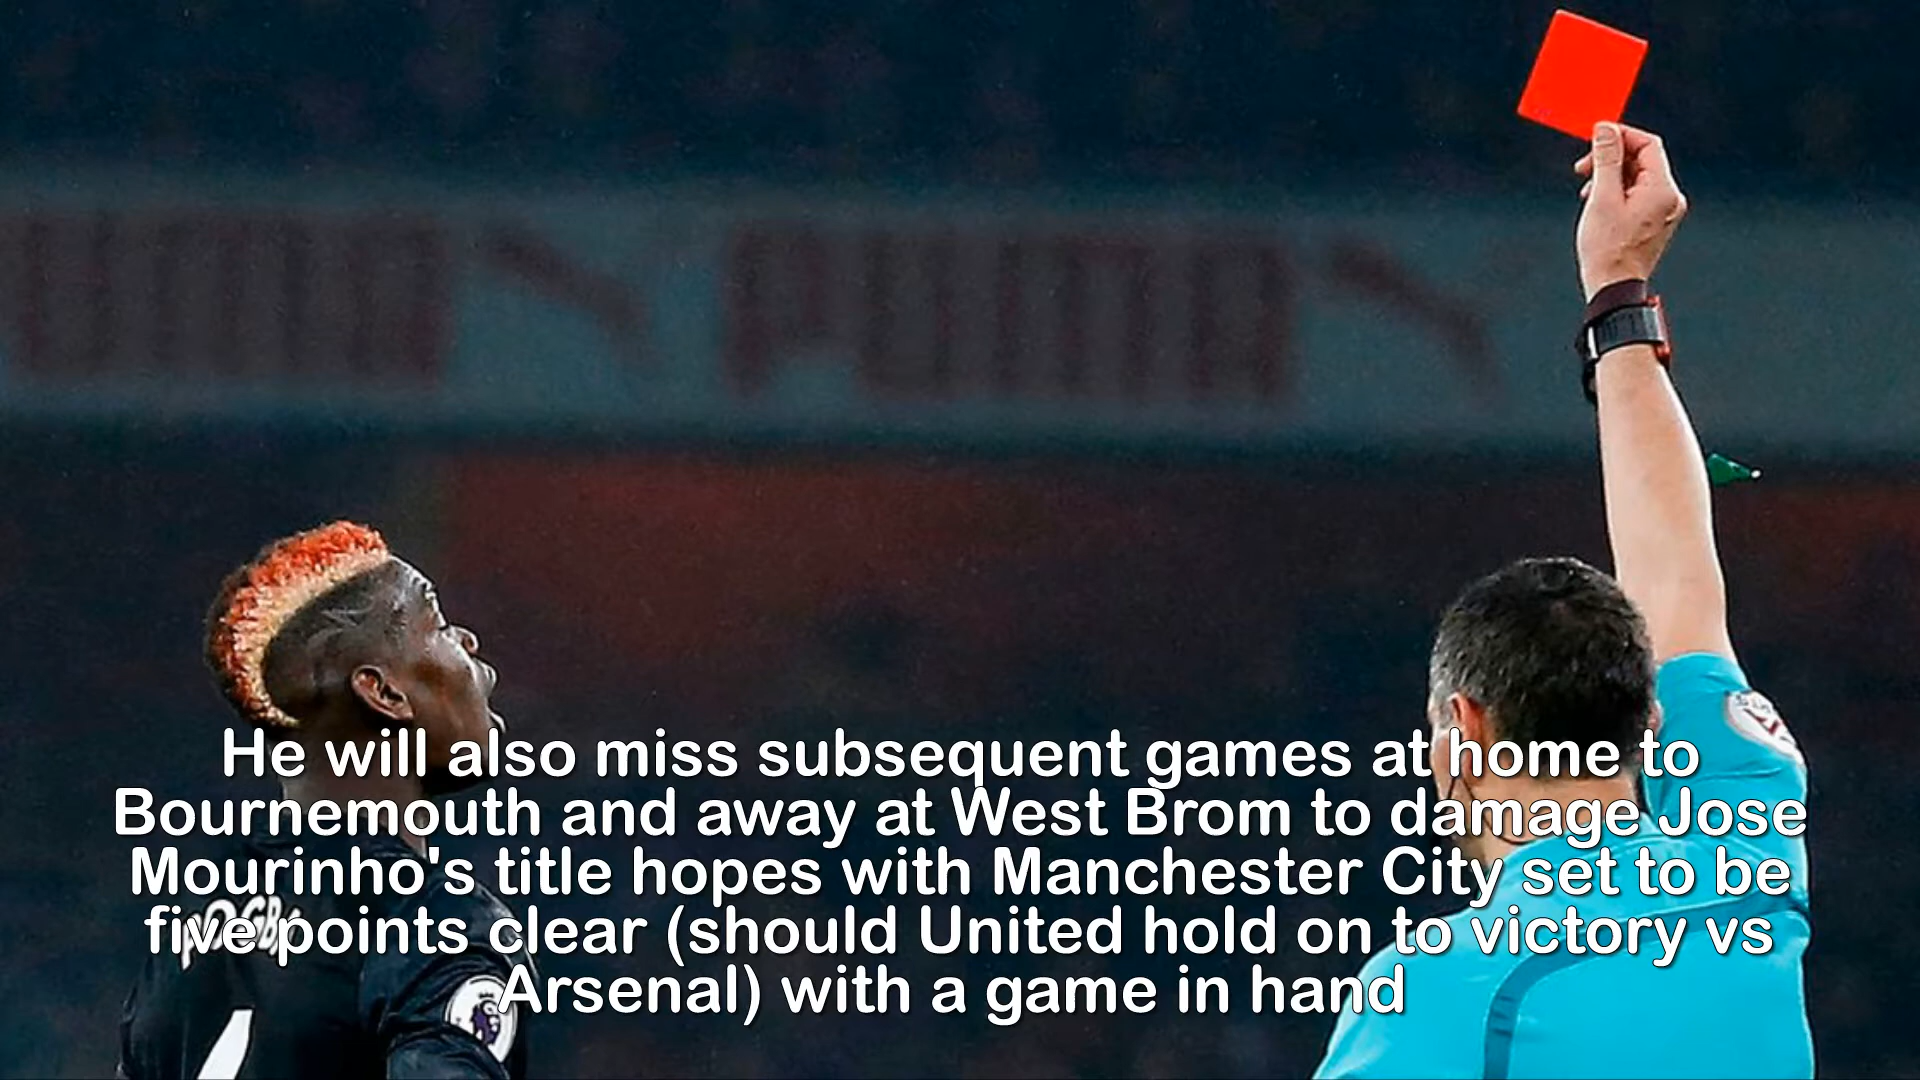 PUMA
He will also miss subsequent games at home to
Bournemouth and away at West Brom to damage Jose
Mourinho's title hopes with Manchester City set to be
five points clear (should United hold on to victory vs
Arsenal) with a game in hand
POGBA